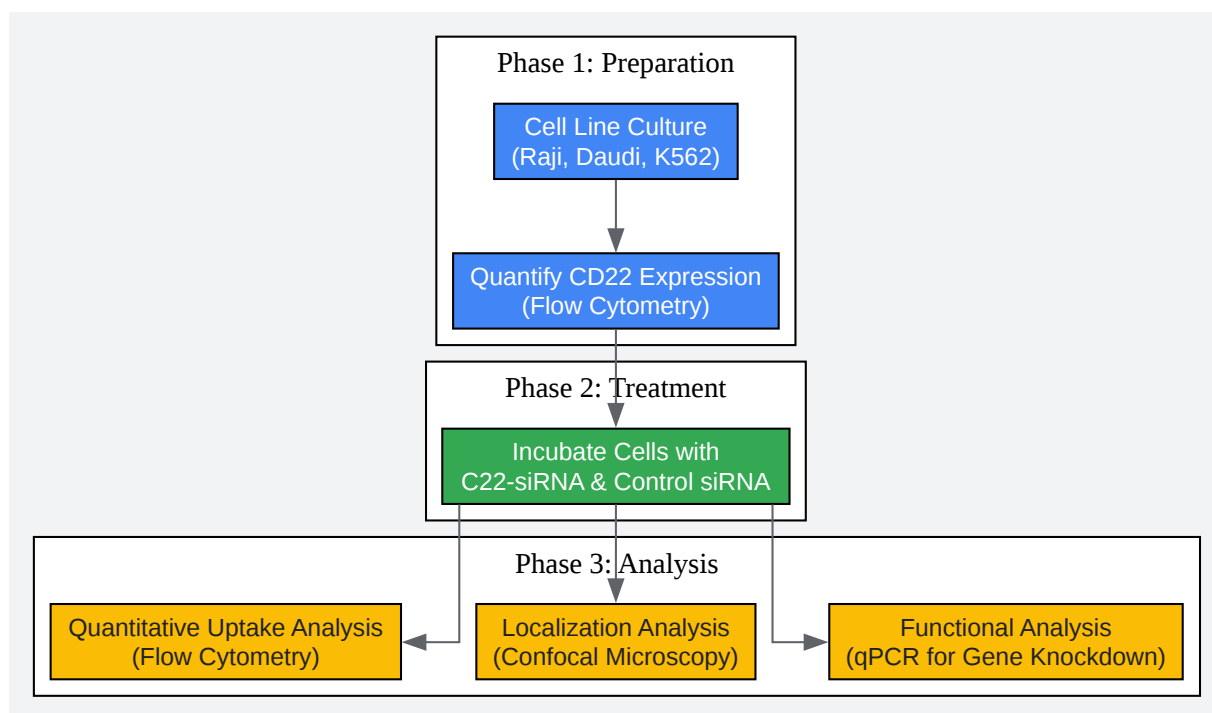 Phase 1: Preparation
Cell Line Culture
(Raji, Daudi, K562)
Quantify CD22 Expression
(Flow Cytometry)
Phase 2: Treatment
Incubate Cells with
C22-siRNA & Control siRNA
Phase 3: Analysis
Quantitative Uptake Analysis
(Flow Cytometry)
Localization Analysis
(Confocal Microscopy)
Functional Analysis
(qPCR for Gene Knockdown)